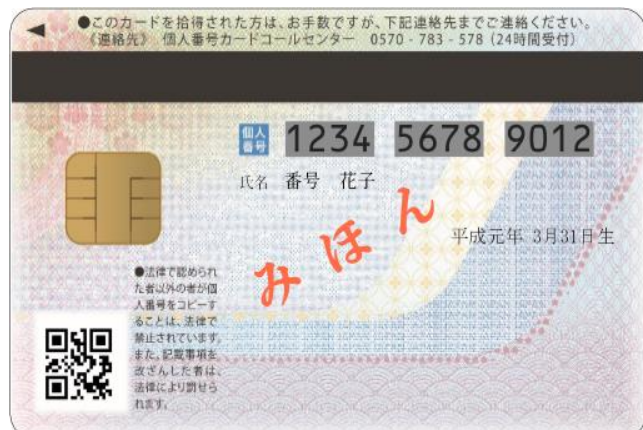 ●このカードを拾得された方は、お手数ですが、下記連絡先までご連絡ください。
《連絡先》 個人番号カードコールセンター 0570 - 783 - 578（24時間受付）
個人番号 1234 5678 9012
氏名 番号 花子
みほん
平成元年 3月31日生
●法律で認められ
た者以外の者が個
人番号をコピーす
ることは、法律で
禁止されています。
また、記載事項を
改ざんした者は、
法律により罰せら
れます。